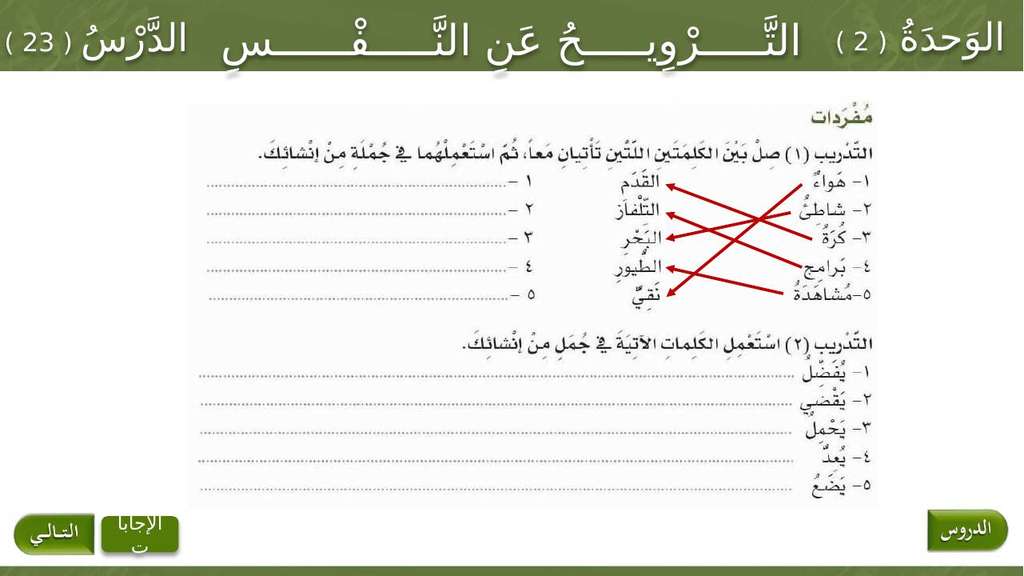 الوَحدَةُ ( 2 ) التَّـــــرْوِيـــــحُ عَنِ النَّـــــفْـــــسِ الدَّرْسُ ( 23 )
مُفْرَدات
التَّدْريب (١) صِلْ بَيْنَ الكَلِمَتَينِ اللَّتَيْنِ تَأْتِيانِ مَعاً، ثُمَّ اسْتَعْمِلْهُما في جُمْلَةٍ مِنْ إنْشائِكَ.
١- هَواءٌ القَدَم ١ -
٢- شاطِئُ التِّلْفاز ٢ -
٣- كُرَةُ البَحْرِ ٣ -
٤- بَرامِج الطُّيورِ ٤ -
٥- مُشاهَدَةُ نَقِيٌّ ٥ -
التَّدْريب (٢) اسْتَعْمِلِ الكَلِماتِ الآتِيَةَ في جُمَلٍ مِنْ إنْشائِكَ.
١- يُفَضِّلُ
٢- يَقْضي
٣- يَحْمِلُ
٤- يُعِدُّ
٥- يَضَعُ
الدروس
الإجابات
التـالـي